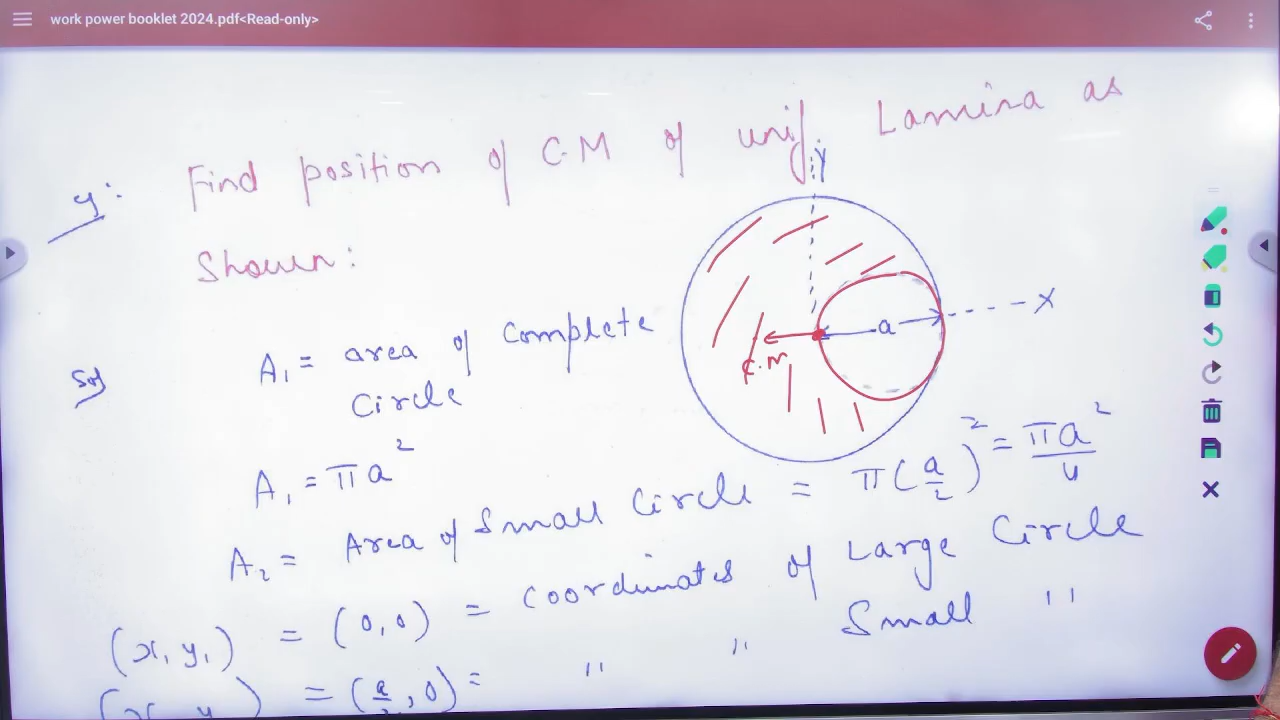 work power booklet 2024.pdf<Read-only>
Find position of C.M of unif. Lamina as
Shown:
Y
X
a
C.M
Sol
A₁ = area of Complete
Circle
A₁ = πa²
A₂ = Area of Small Circle = π(a/2)² = πa²/4
(x₁ y₁) = (0,0) = Coordinates of Large Circle
= (a/2, 0) = " " Small "